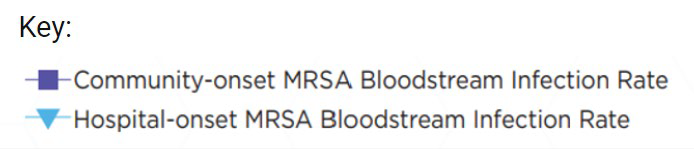 Key:
Community-onset MRSA Bloodstream Infection Rate
Hospital-onset MRSA Bloodstream Infection Rate